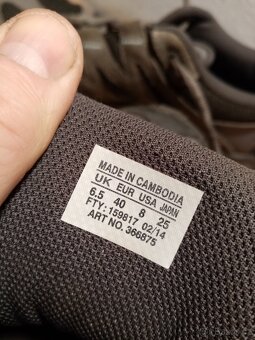 MADE IN CAMBODIA
UK EUR USA JAPAN
6.5 40 8 25
FTY: 159817 02/14
ART NO. 366875